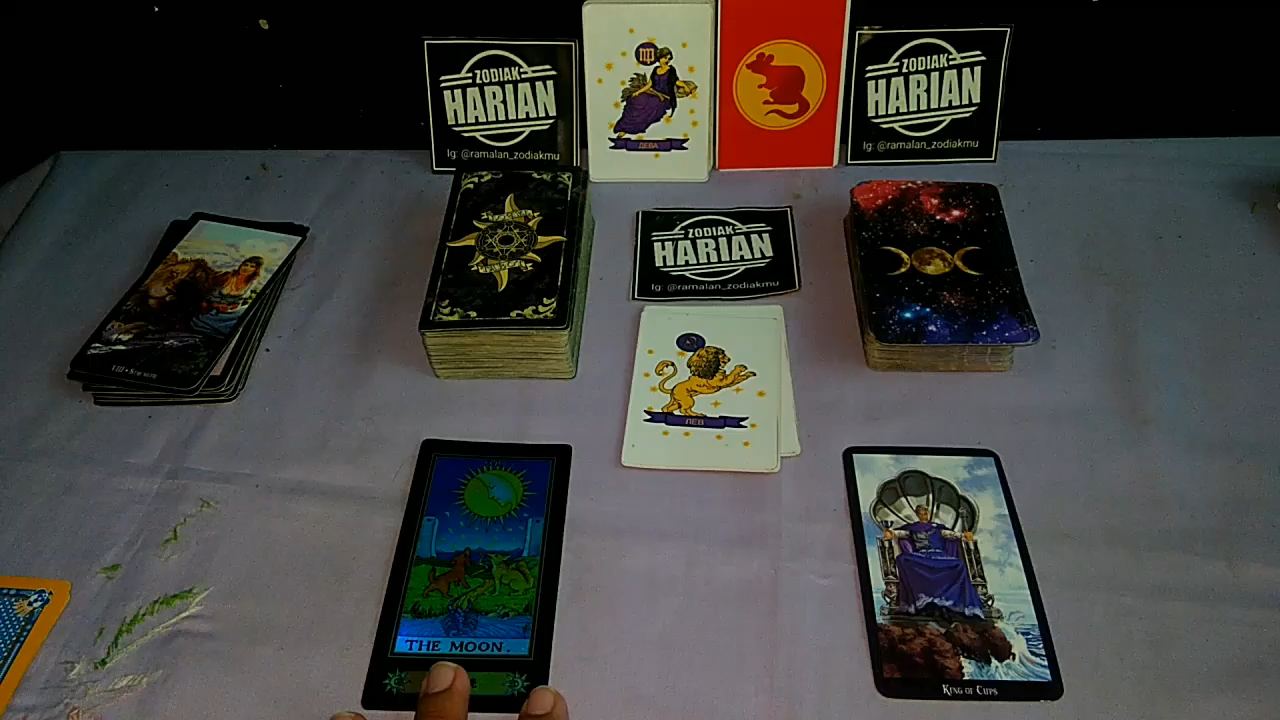 ZODIAK
HARIAN
Ig: @ramalan_zodiakmu
ДЕВА
ZODIAK
HARIAN
Ig: @ramalan_zodiakmu
ZODIAK
HARIAN
Ig: @ramalan_zodiakmu
ЛЕВ
THE MOON.
KING OF CUPS